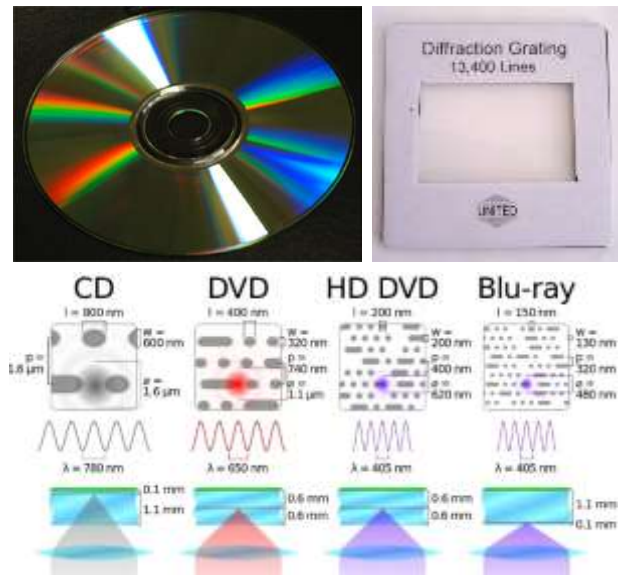 Diffraction Grating
13,400 Lines
UNITED
CD
DVD
HD DVD
Blu-ray
l = 800 nm
l = 400 nm
l = 200 nm
l = 150 nm
w =
600 nm
w =
320 nm
w =
200 nm
w =
130 nm
p =
1.6 µm
p =
740 nm
p =
400 nm
p =
320 nm
ø =
1.6 µm
ø =
1.1 µm
ø =
620 nm
ø =
480 nm
λ = 780 nm
λ = 650 nm
λ = 405 nm
λ = 405 nm
0.1 mm
1.1 mm
0.6 mm
0.6 mm
0.6 mm
0.6 mm
1.1 mm
0.1 mm